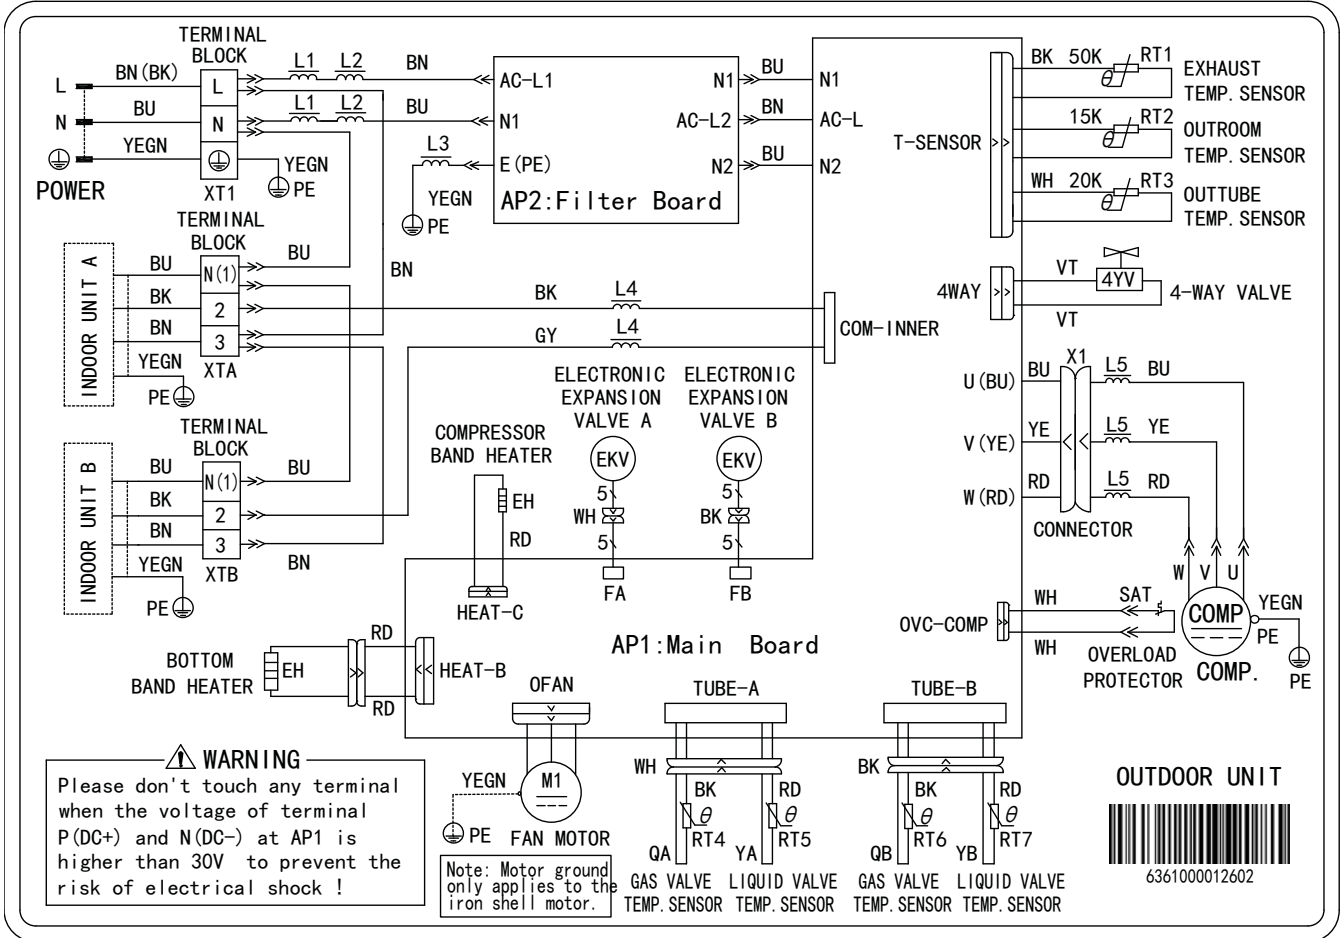 TERMINAL
BLOCK
L
N
POWER
BN(BK)
BU
YEGN
L
N
XT1
YEGN
PE
L1 L2 BN
L1 L2 BU
L3
YEGN
PE
AC-L1
N1
E(PE)
N1
AC-L2
N2
AP2:Filter Board
BU
BN
BU
N1
AC-L
N2
T-SENSOR
BK 50K RT1
EXHAUST
TEMP. SENSOR
15K RT2
OUTROOM
TEMP. SENSOR
WH 20K RT3
OUTTUBE
TEMP. SENSOR
4WAY
VT
4YV
VT
4-WAY VALVE
TERMINAL
BLOCK
INDOOR UNIT A
BU
BK
BN
YEGN
PE
N(1)
2
3
XTA
BU
BN
BK L4
GY L4
COM-INNER
TERMINAL
BLOCK
INDOOR UNIT B
BU
BK
BN
YEGN
PE
N(1)
2
3
XTB
BU
BN
COMPRESSOR
BAND HEATER
EH
RD
HEAT-C
ELECTRONIC
EXPANSION
VALVE A
EKV
5
WH
5
FA
ELECTRONIC
EXPANSION
VALVE B
EKV
5
BK
5
FB
U(BU) BU X1 L5 BU
V(YE) YE L5 YE
W(RD) RD L5 RD
CONNECTOR
W V U
OVC-COMP
WH
WH
SAT
OVERLOAD
PROTECTOR
COMP
COMP.
YEGN
PE
PE
AP1:Main Board
BOTTOM
BAND HEATER
EH
RD
RD
HEAT-B
OFAN
M1
YEGN
PE
FAN MOTOR
Note: Motor ground
only applies to the
iron shell motor.
TUBE-A
WH
BK
RT4
QA
RD
RT5
YA
GAS VALVE
TEMP. SENSOR
LIQUID VALVE
TEMP. SENSOR
TUBE-B
BK
BK
RT6
QB
RD
RT7
YB
GAS VALVE
TEMP. SENSOR
LIQUID VALVE
TEMP. SENSOR
WARNING
Please don't touch any terminal
when the voltage of terminal
P(DC+) and N(DC-) at AP1 is
higher than 30V to prevent the
risk of electrical shock !
OUTDOOR UNIT
6361000012602